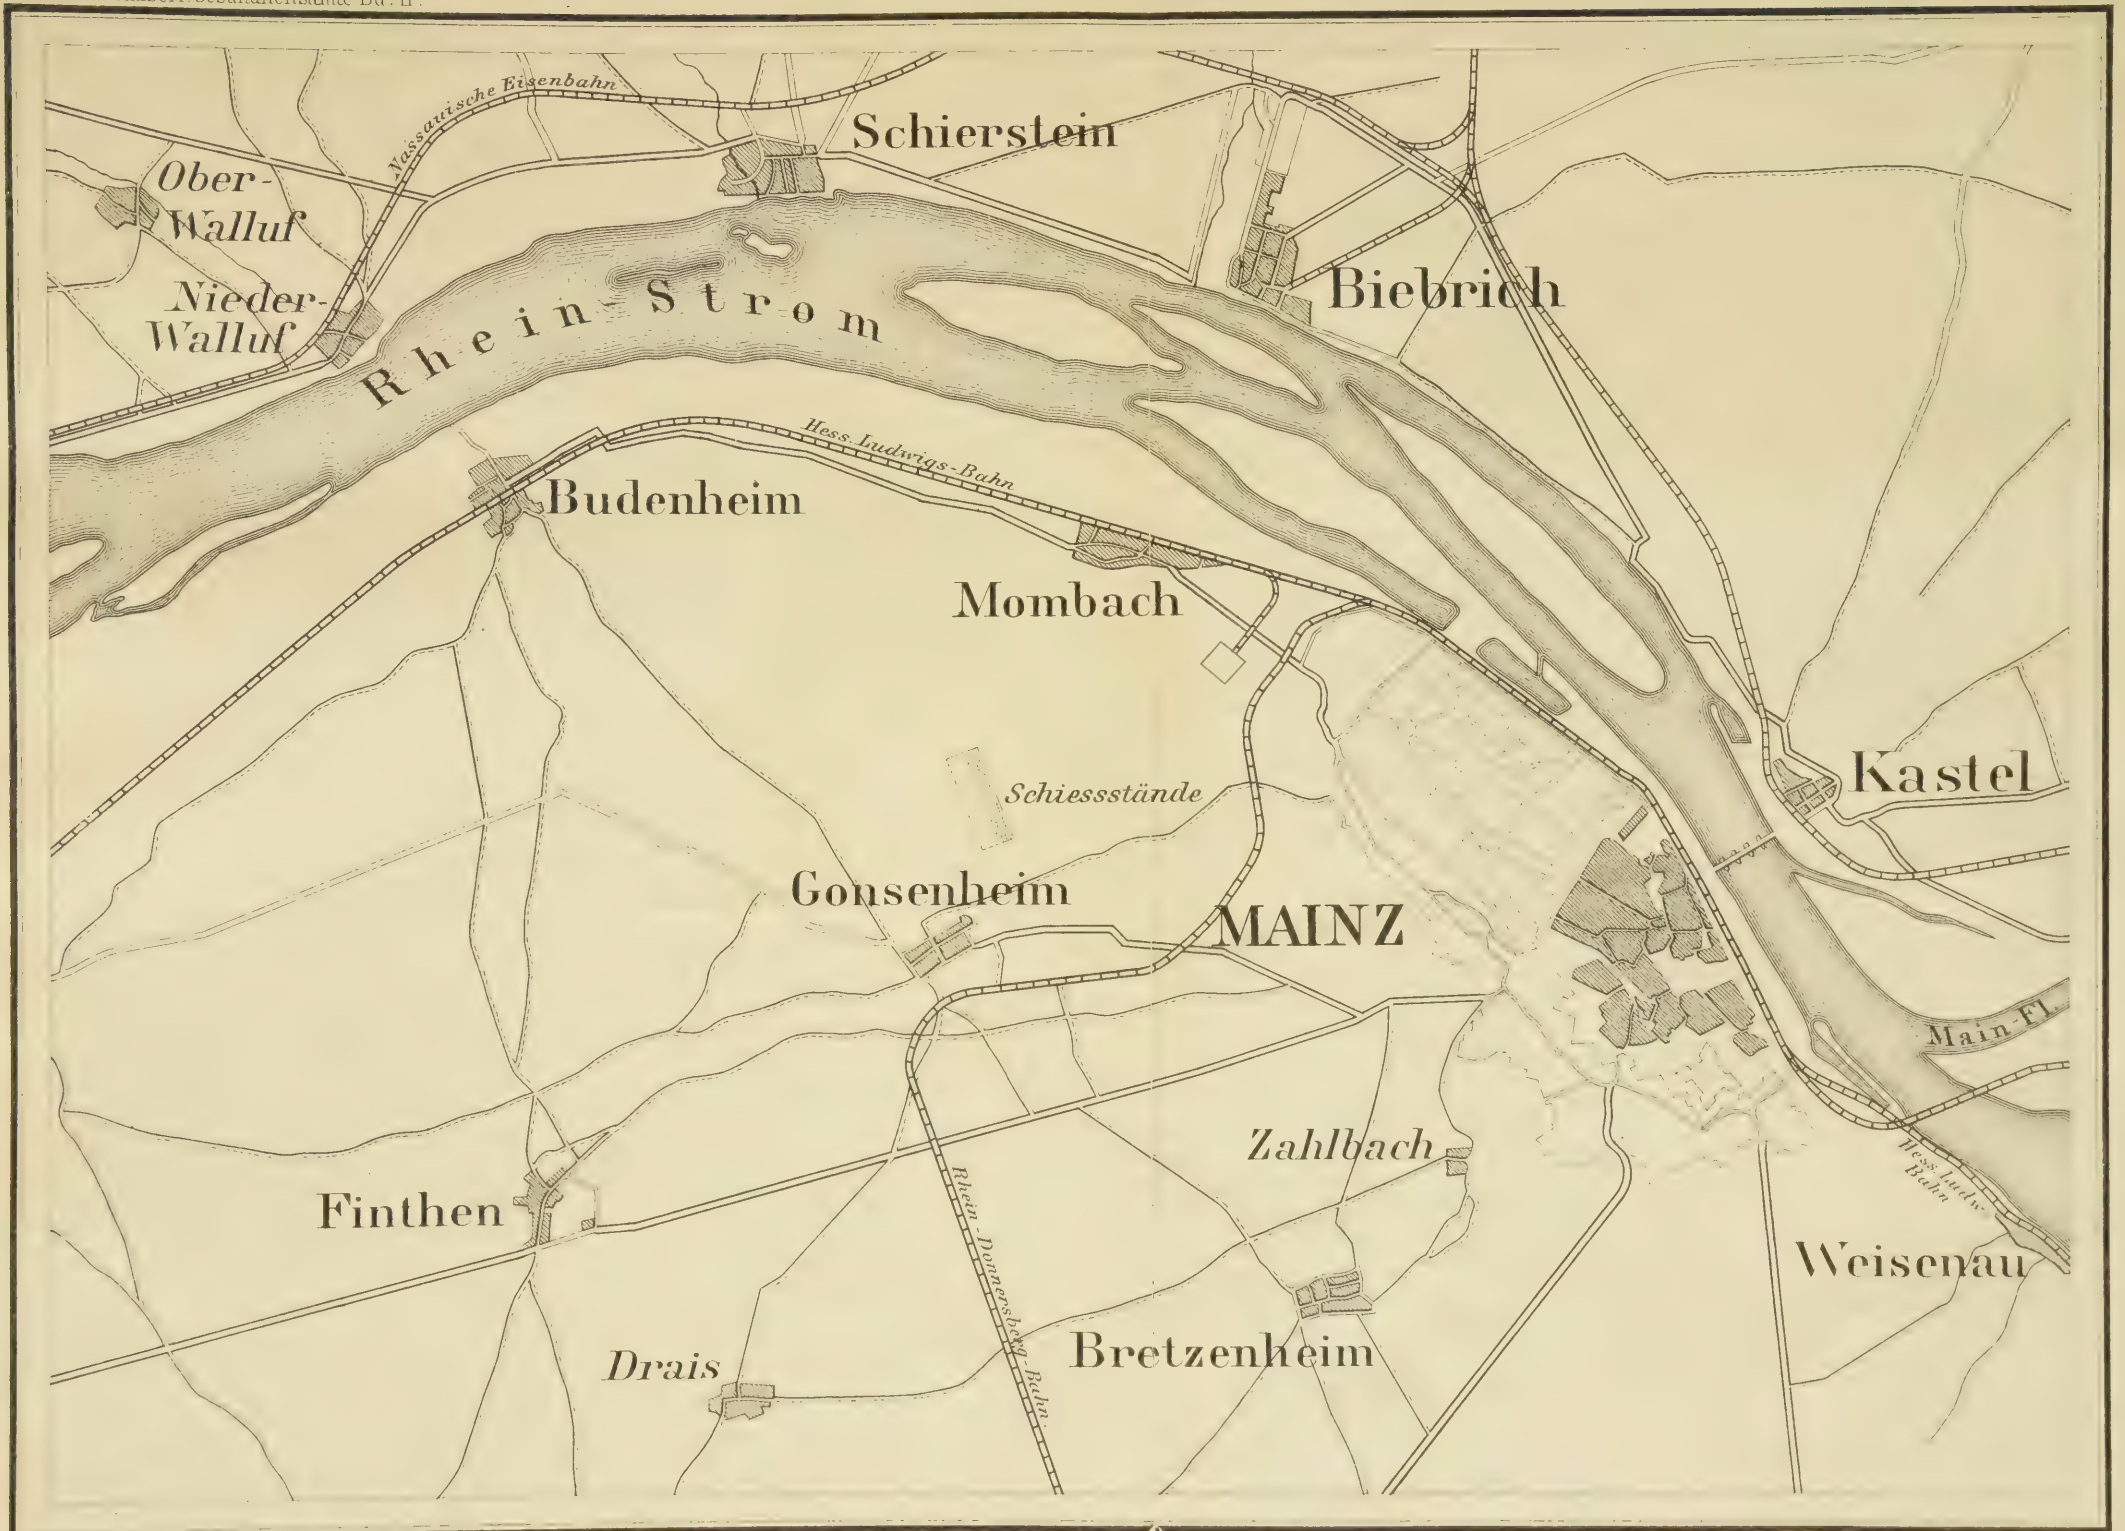 Nassauische Eisenbahn
Schierstein
Ober-
Walluf
Nieder-
Walluf
Biebrich
Rhein-Strom
Hess. Ludwigs-Bahn
Budenheim
Mombach
Kastel
Schiessstände
Gonsenheim
MAINZ
Main-Fl.
Zahlbach
Hess. Ludw.
Bahn
Finthen
Rhein-Donnersberg-Bahn.
Weisenau
Bretzenheim
Drais